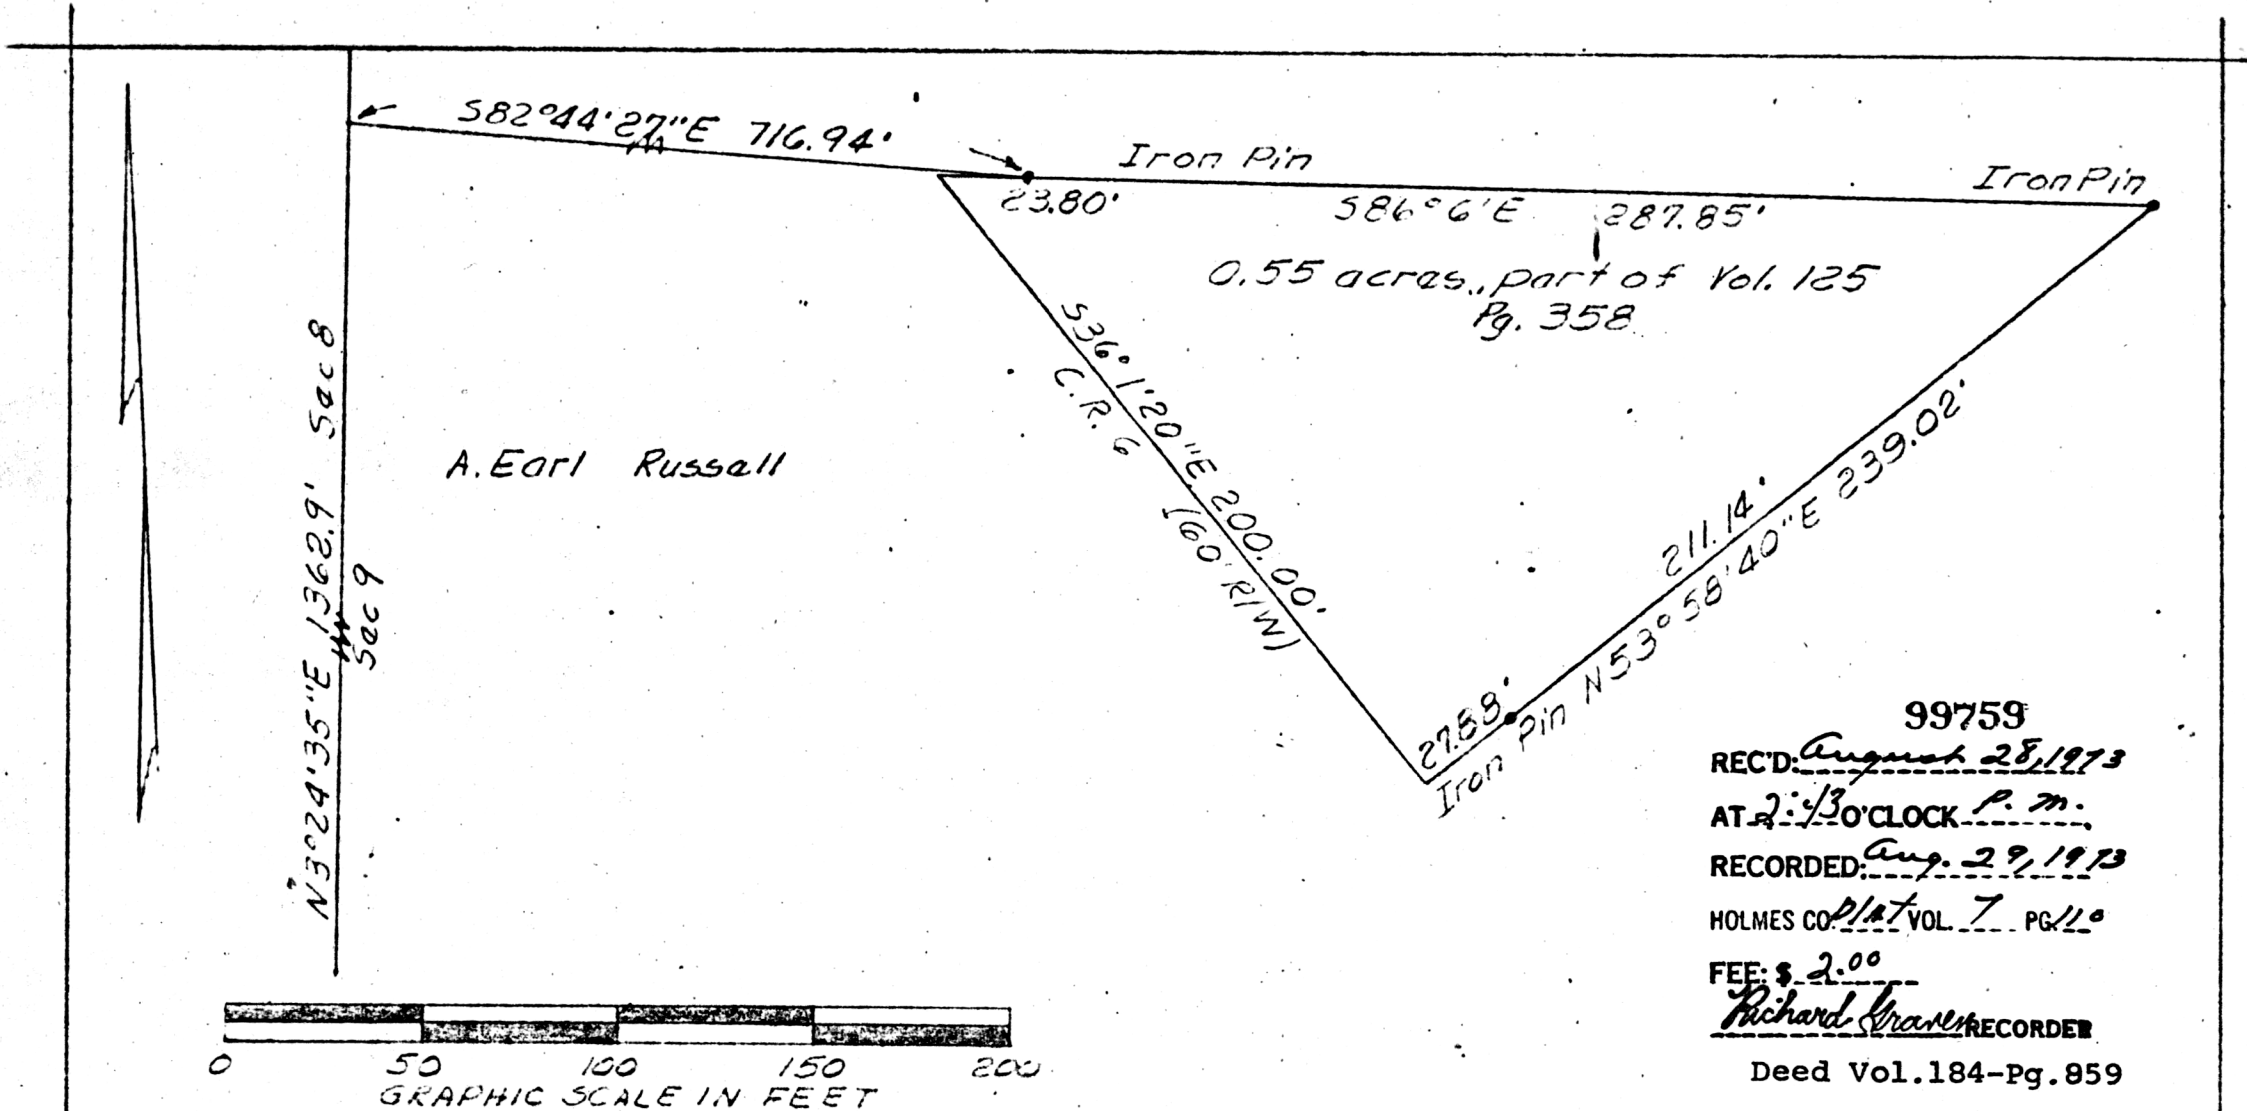 S82°44'27"E 716.94'
Iron Pin
Iron Pin
23.80'
S86°6'E 287.85'
0.55 acres, part of Vol. 125
Pg. 358
S36°1'20"E 200.00'
C.R. 6 (60' R/W)
A. Earl Russell
N3°24'35"E 1362.9' Sec 8
Sec 9
211.14'
N53°58'40"E 239.02'
27.88'
Iron Pin
99759
REC'D: August 28, 1973
AT 2:43 O'CLOCK P. M.
RECORDED: Aug. 29, 1973
HOLMES CO. Plat VOL. 7 PG. 110
FEE: $ 2.00
Richard Graven RECORDER
Deed Vol.184-Pg.859
0 50 100 150 200
GRAPHIC SCALE IN FEET